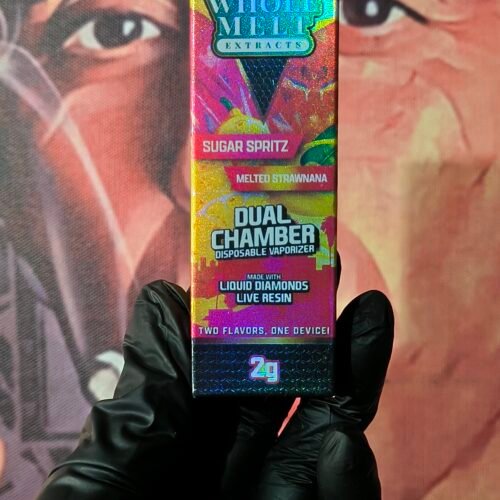 WHOLE
MELT
EXTRACTS
SUGAR SPRITZ
MELTED STRAWNANA
DUAL
CHAMBER
DISPOSABLE VAPORIZER
MADE WITH
LIQUID DIAMONDS
LIVE RESIN
TWO FLAVORS, ONE DEVICE!
2g